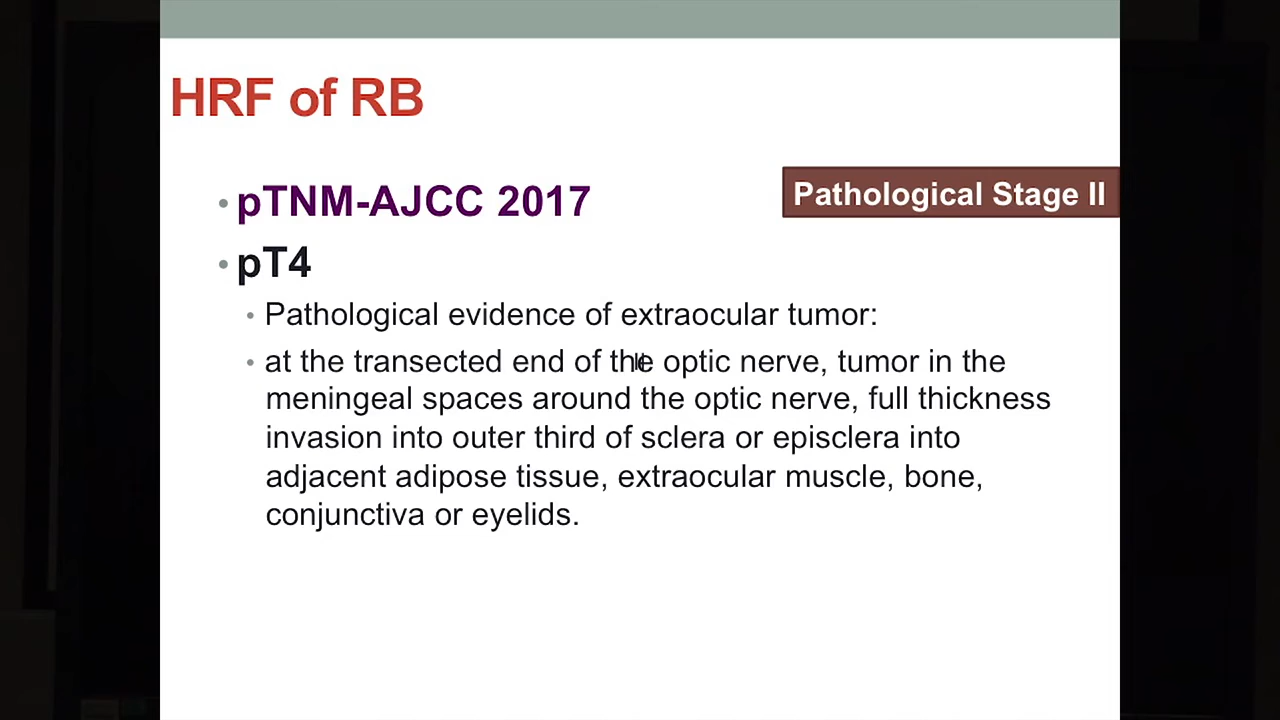 HRF of RB
Pathological Stage II
• pTNM-AJCC 2017
• pT4
• Pathological evidence of extraocular tumor:
• at the transected end of the optic nerve, tumor in the
meningeal spaces around the optic nerve, full thickness
invasion into outer third of sclera or episclera into
adjacent adipose tissue, extraocular muscle, bone,
conjunctiva or eyelids.